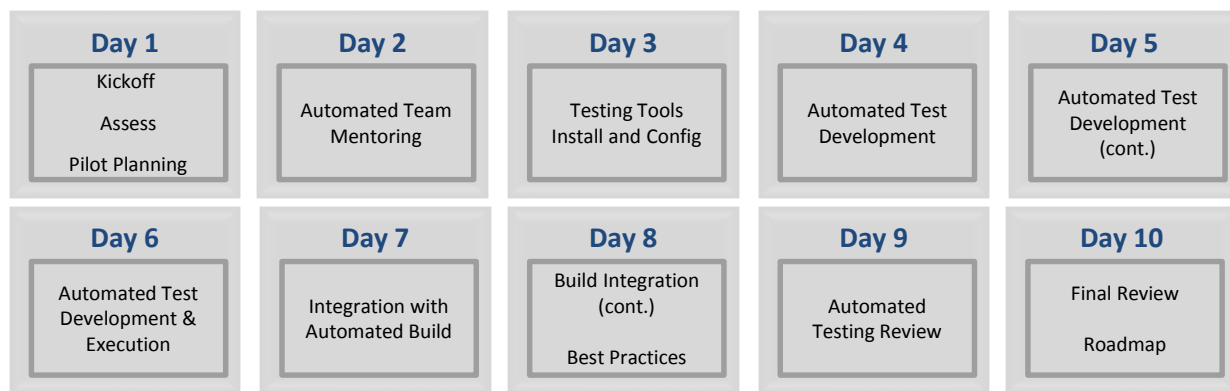 Day 1
Kickoff
Assess
Pilot Planning
Day 2
Automated Team
Mentoring
Day 3
Testing Tools
Install and Config
Day 4
Automated Test
Development
Day 5
Automated Test
Development
(cont.)
Day 6
Automated Test
Development &
Execution
Day 7
Integration with
Automated Build
Day 8
Build Integration
(cont.)
Best Practices
Day 9
Automated
Testing Review
Day 10
Final Review
Roadmap